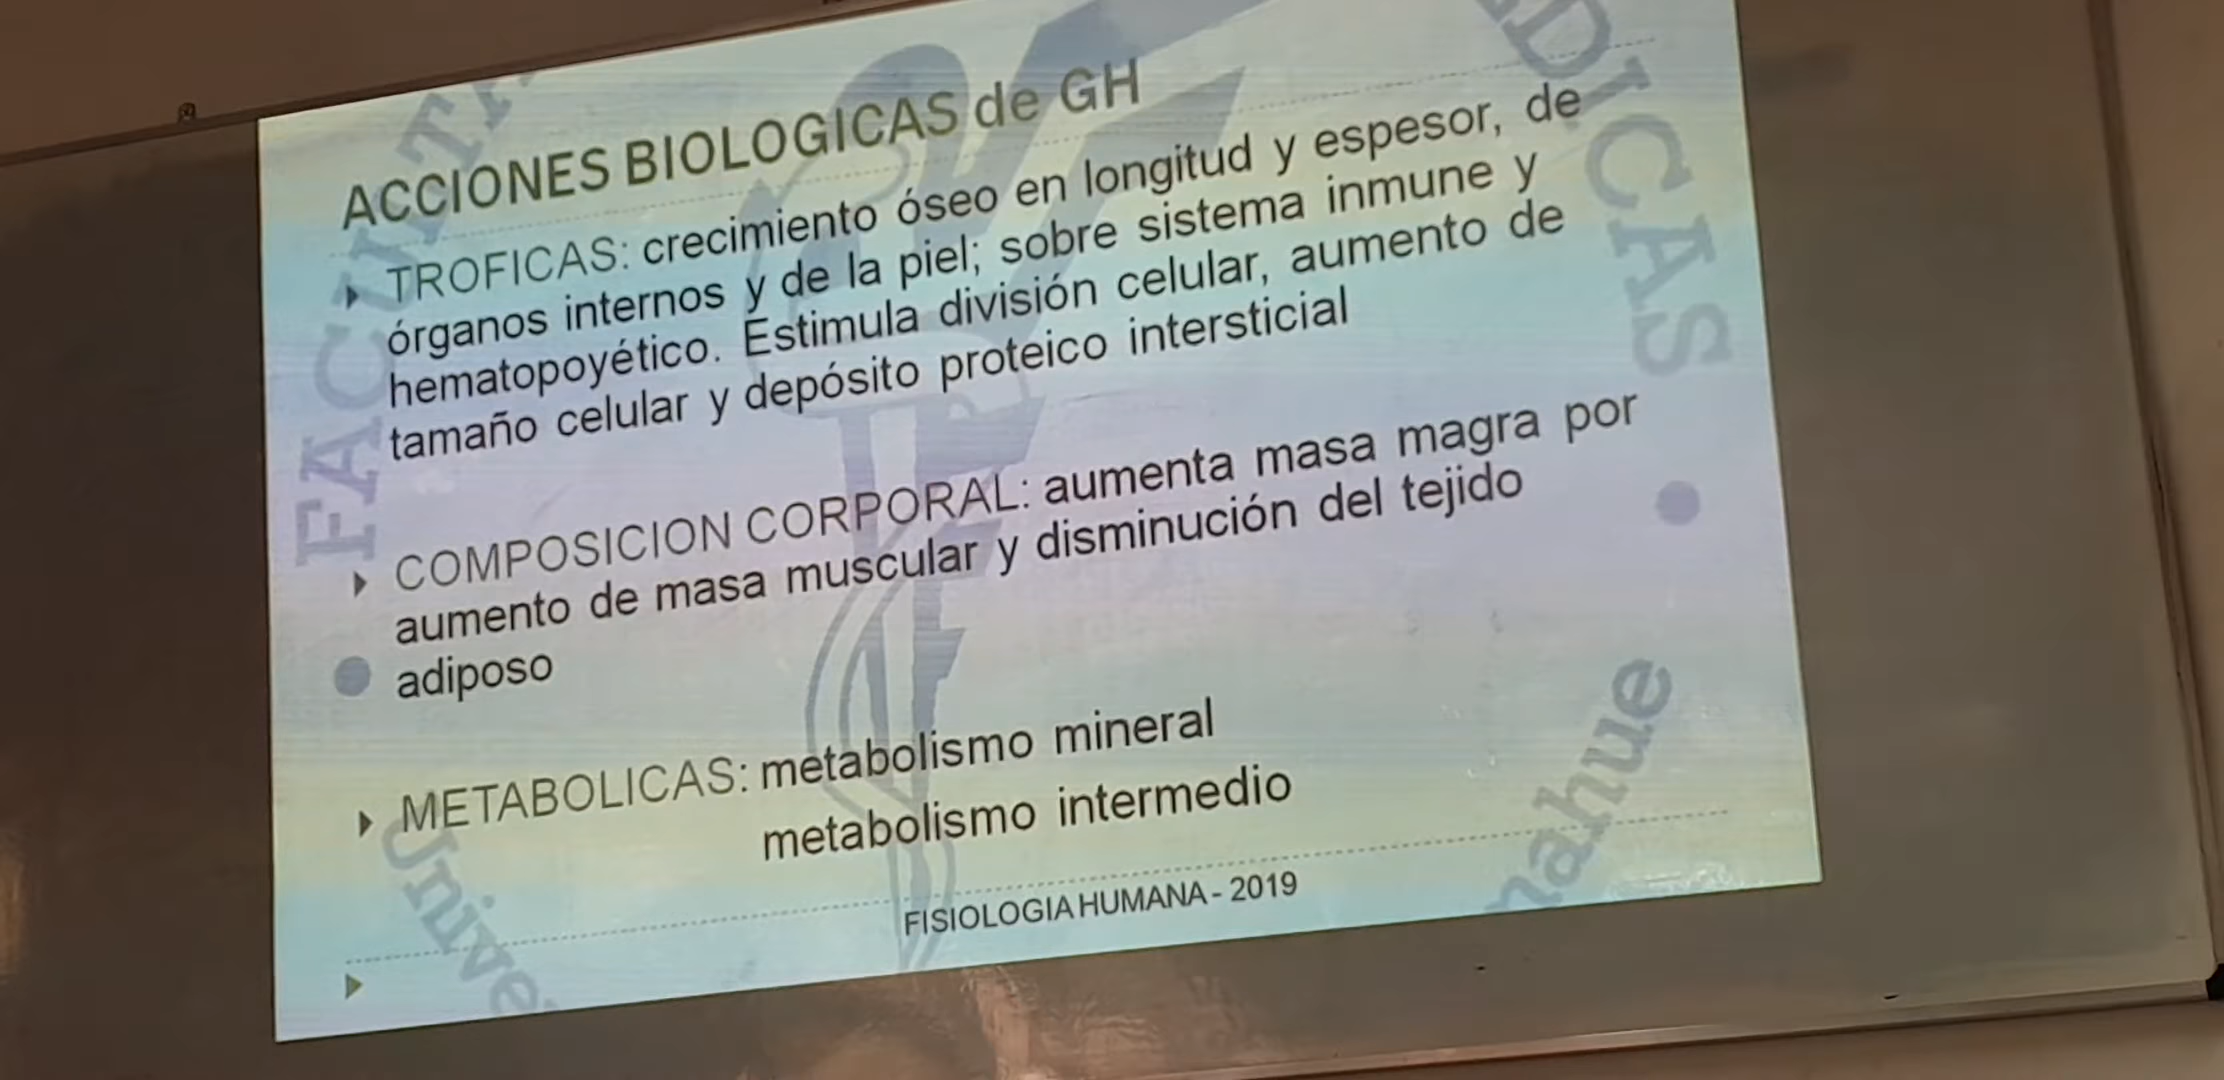 ACCIONES BIOLOGICAS de GH
TROFICAS: crecimiento óseo en longitud y espesor, de
órganos internos y de la piel; sobre sistema inmune y
hematopoyético. Estimula división celular, aumento de
tamaño celular y depósito proteico intersticial
COMPOSICION CORPORAL: aumenta masa magra por
aumento de masa muscular y disminución del tejido
adiposo
METABOLICAS: metabolismo mineral
metabolismo intermedio
FISIOLOGIA HUMANA - 2019